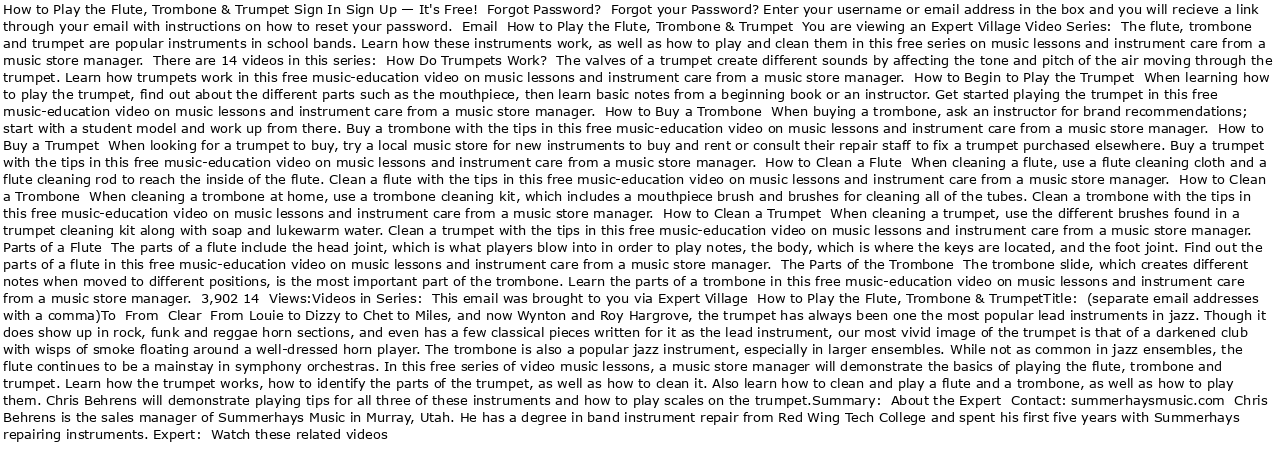 How to Play the Flute, Trombone & Trumpet Sign In Sign Up — It's Free!  Forgot Password?  Forgot your Password? Enter your username or email address in the box and you will recieve a link
through your email with instructions on how to reset your password.  Email  How to Play the Flute, Trombone & Trumpet  You are viewing an Expert Village Video Series:  The flute, trombone
and trumpet are popular instruments in school bands. Learn how these instruments work, as well as how to play and clean them in this free series on music lessons and instrument care from a
music store manager.  There are 14 videos in this series:  How Do Trumpets Work?  The valves of a trumpet create different sounds by affecting the tone and pitch of the air moving through the
trumpet. Learn how trumpets work in this free music-education video on music lessons and instrument care from a music store manager.  How to Begin to Play the Trumpet  When learning how
to play the trumpet, find out about the different parts such as the mouthpiece, then learn basic notes from a beginning book or an instructor. Get started playing the trumpet in this free
music-education video on music lessons and instrument care from a music store manager.  How to Buy a Trombone  When buying a trombone, ask an instructor for brand recommendations;
start with a student model and work up from there. Buy a trombone with the tips in this free music-education video on music lessons and instrument care from a music store manager.  How to
Buy a Trumpet  When looking for a trumpet to buy, try a local music store for new instruments to buy and rent or consult their repair staff to fix a trumpet purchased elsewhere. Buy a trumpet
with the tips in this free music-education video on music lessons and instrument care from a music store manager.  How to Clean a Flute  When cleaning a flute, use a flute cleaning cloth and a
flute cleaning rod to reach the inside of the flute. Clean a flute with the tips in this free music-education video on music lessons and instrument care from a music store manager.  How to Clean
a Trombone  When cleaning a trombone at home, use a trombone cleaning kit, which includes a mouthpiece brush and brushes for cleaning all of the tubes. Clean a trombone with the tips in
this free music-education video on music lessons and instrument care from a music store manager.  How to Clean a Trumpet  When cleaning a trumpet, use the different brushes found in a
trumpet cleaning kit along with soap and lukewarm water. Clean a trumpet with the tips in this free music-education video on music lessons and instrument care from a music store manager.
Parts of a Flute  The parts of a flute include the head joint, which is what players blow into in order to play notes, the body, which is where the keys are located, and the foot joint. Find out the
parts of a flute in this free music-education video on music lessons and instrument care from a music store manager.  The Parts of the Trombone  The trombone slide, which creates different
notes when moved to different positions, is the most important part of the trombone. Learn the parts of a trombone in this free music-education video on music lessons and instrument care
from a music store manager.  3,902 14  Views:Videos in Series:  This email was brought to you via Expert Village  How to Play the Flute, Trombone & TrumpetTitle:  (separate email addresses
with a comma)To  From  Clear  From Louie to Dizzy to Chet to Miles, and now Wynton and Roy Hargrove, the trumpet has always been one the most popular lead instruments in jazz. Though it
does show up in rock, funk and reggae horn sections, and even has a few classical pieces written for it as the lead instrument, our most vivid image of the trumpet is that of a darkened club
with wisps of smoke floating around a well-dressed horn player. The trombone is also a popular jazz instrument, especially in larger ensembles. While not as common in jazz ensembles, the
flute continues to be a mainstay in symphony orchestras. In this free series of video music lessons, a music store manager will demonstrate the basics of playing the flute, trombone and
trumpet. Learn how the trumpet works, how to identify the parts of the trumpet, as well as how to clean it. Also learn how to clean and play a flute and a trombone, as well as how to play
them. Chris Behrens will demonstrate playing tips for all three of these instruments and how to play scales on the trumpet.Summary:  About the Expert  Contact: summerhaysmusic.com  Chris
Behrens is the sales manager of Summerhays Music in Murray, Utah. He has a degree in band instrument repair from Red Wing Tech College and spent his first five years with Summerhays
repairing instruments. Expert:  Watch these related videos